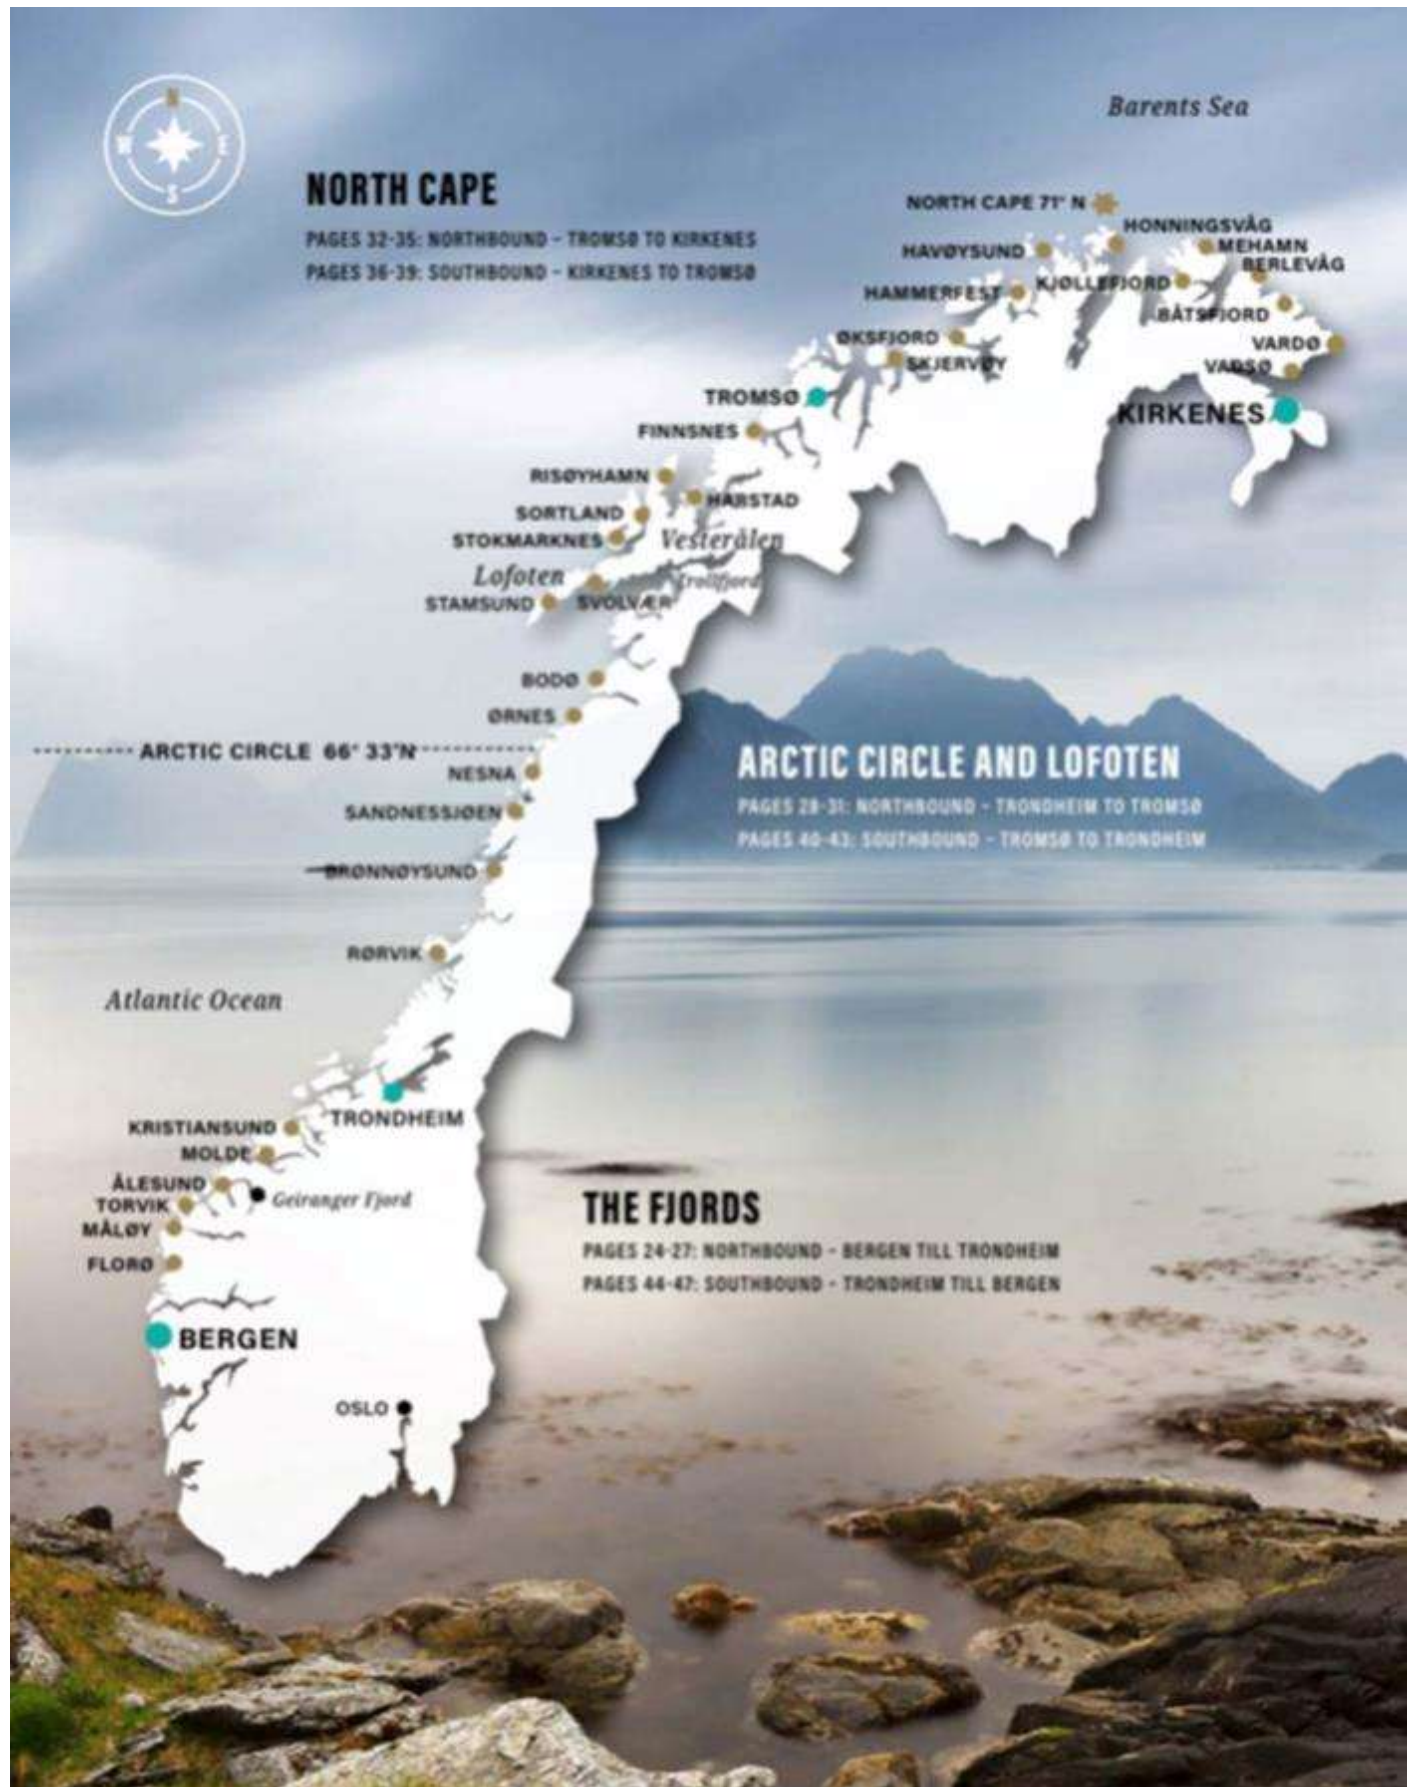 N
W E
S
Barents Sea
NORTH CAPE
PAGES 32-35: NORTHBOUND – TROMSØ TO KIRKENES
PAGES 36-39: SOUTHBOUND – KIRKENES TO TROMSØ
NORTH CAPE 71° N
HONNINGSVÅG
HAVØYSUND
MEHAMN
BERLEVÅG
HAMMERFEST
KJØLLEFJORD
BÅTSFJORD
ØKSFJORD
VARDØ
SKJERVØY
VADSØ
TROMSØ
KIRKENES
FINNSNES
RISØYHAMN
HARSTAD
SORTLAND
STOKMARKNES
Vesterålen
Lofoten
Trollfjord
STAMSUND
SVOLVÆR
BODØ
ØRNES
ARCTIC CIRCLE 66° 33'N
NESNA
SANDNESSJØEN
BRØNNØYSUND
RØRVIK
ARCTIC CIRCLE AND LOFOTEN
PAGES 28-31: NORTHBOUND – TRONDHEIM TO TROMSØ
PAGES 40-43: SOUTHBOUND – TROMSØ TO TRONDHEIM
Atlantic Ocean
TRONDHEIM
KRISTIANSUND
MOLDE
ÅLESUND
Geiranger Fjord
TORVIK
MÅLØY
FLORØ
THE FJORDS
PAGES 24-27: NORTHBOUND – BERGEN TILL TRONDHEIM
PAGES 44-47: SOUTHBOUND – TRONDHEIM TILL BERGEN
BERGEN
OSLO